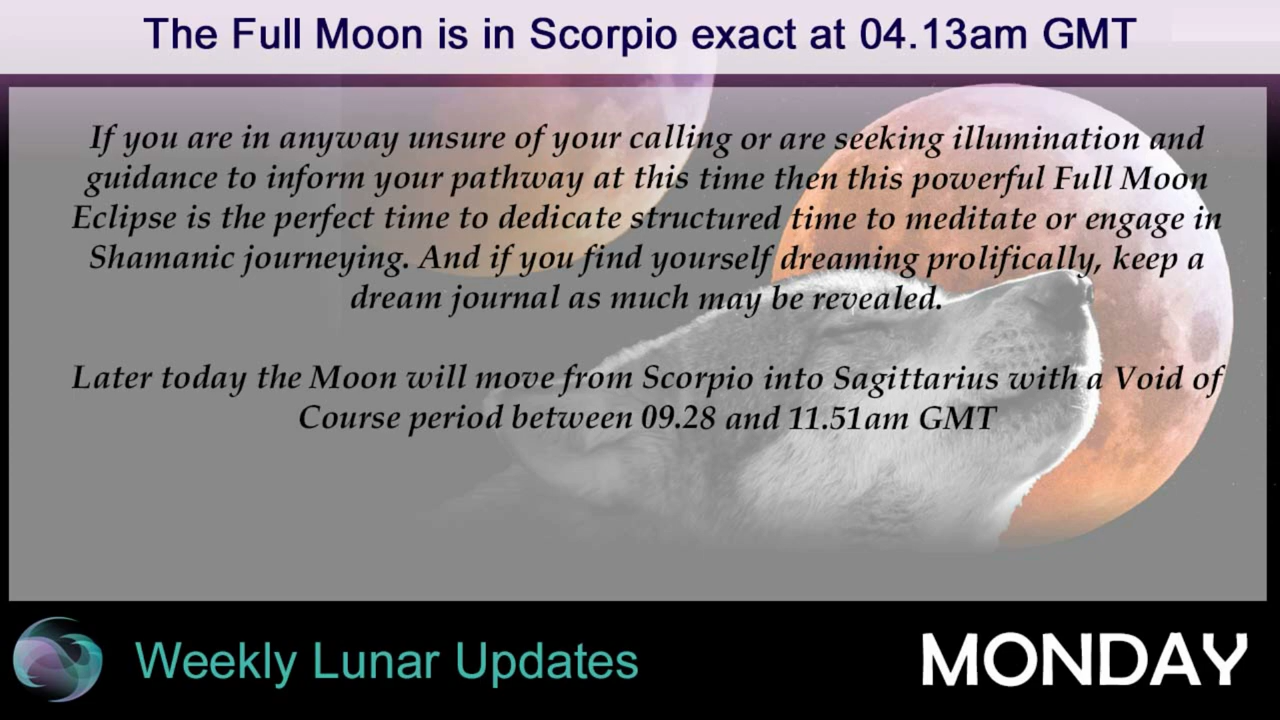 The Full Moon is in Scorpio exact at 04.13am GMT
If you are in anyway unsure of your calling or are seeking illumination and
guidance to inform your pathway at this time then this powerful Full Moon
Eclipse is the perfect time to dedicate structured time to meditate or engage in
Shamanic journeying. And if you find yourself dreaming prolifically, keep a
dream journal as much may be revealed.
Later today the Moon will move from Scorpio into Sagittarius with a Void of
Course period between 09.28 and 11.51am GMT
Weekly Lunar Updates
MONDAY